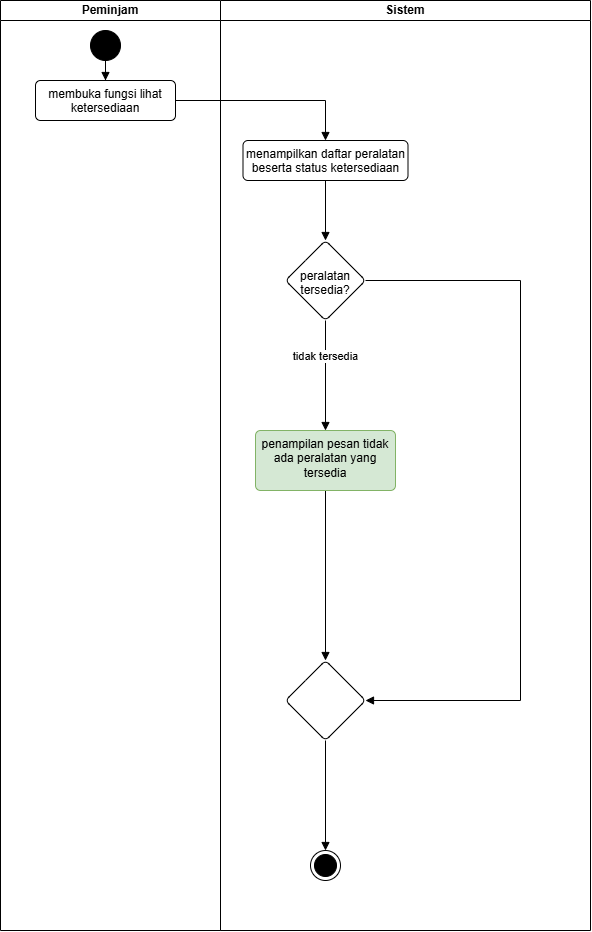 Peminjam
Sistem
membuka fungsi lihat
ketersediaan
menampilkan daftar peralatan
beserta status ketersediaan
peralatan
tersedia?
tidak tersedia
penampilan pesan tidak
ada peralatan yang
tersedia